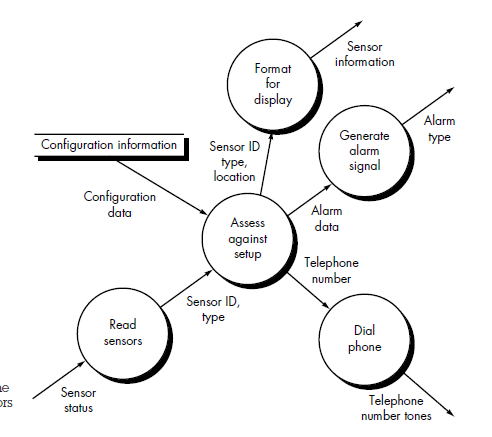 Sensor
information
Format
for
display
Alarm
type
Generate
alarm
signal
Configuration information
Sensor ID
type,
location
Configuration
data
Alarm
data
Assess
against
setup
Telephone
number
Sensor ID,
type
Read
sensors
Dial
phone
Sensor
status
Telephone
number tones